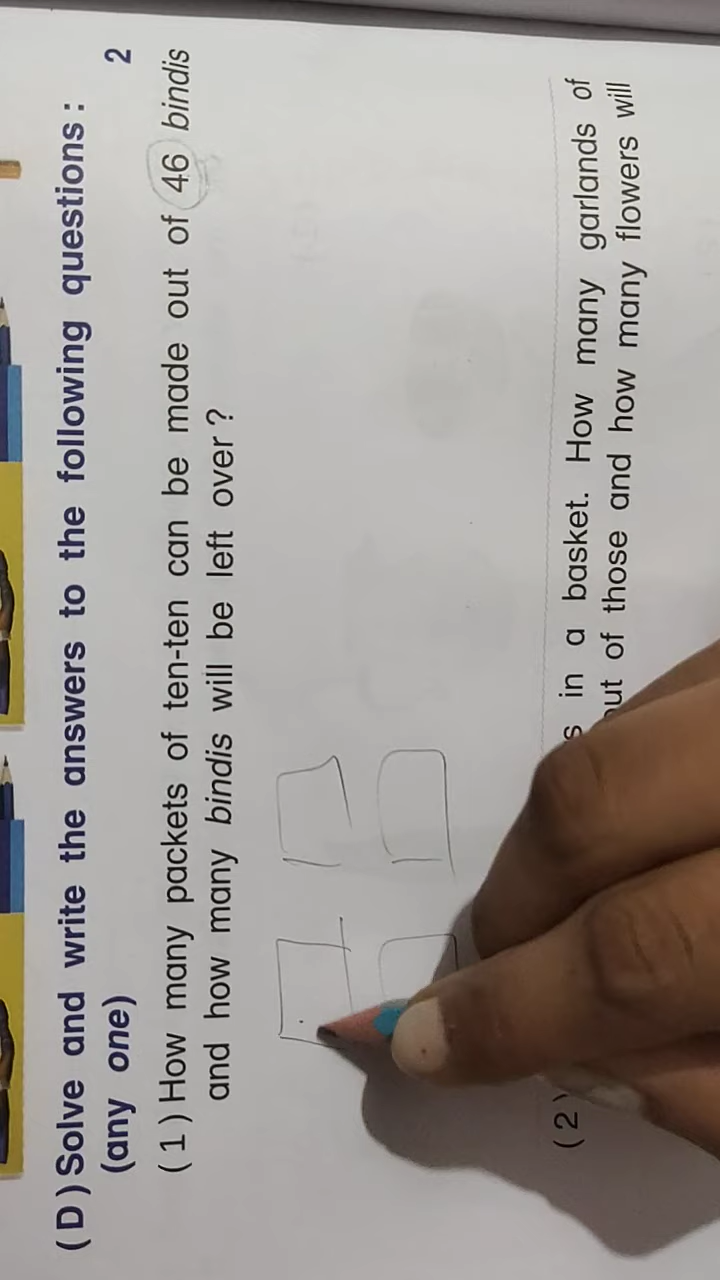 (D) Solve and write the answers to the following questions :
(any one) 2
(1) How many packets of ten-ten can be made out of 46 bindis
and how many bindis will be left over ?
(2) in a basket. How many garlands of
of those and how many flowers will